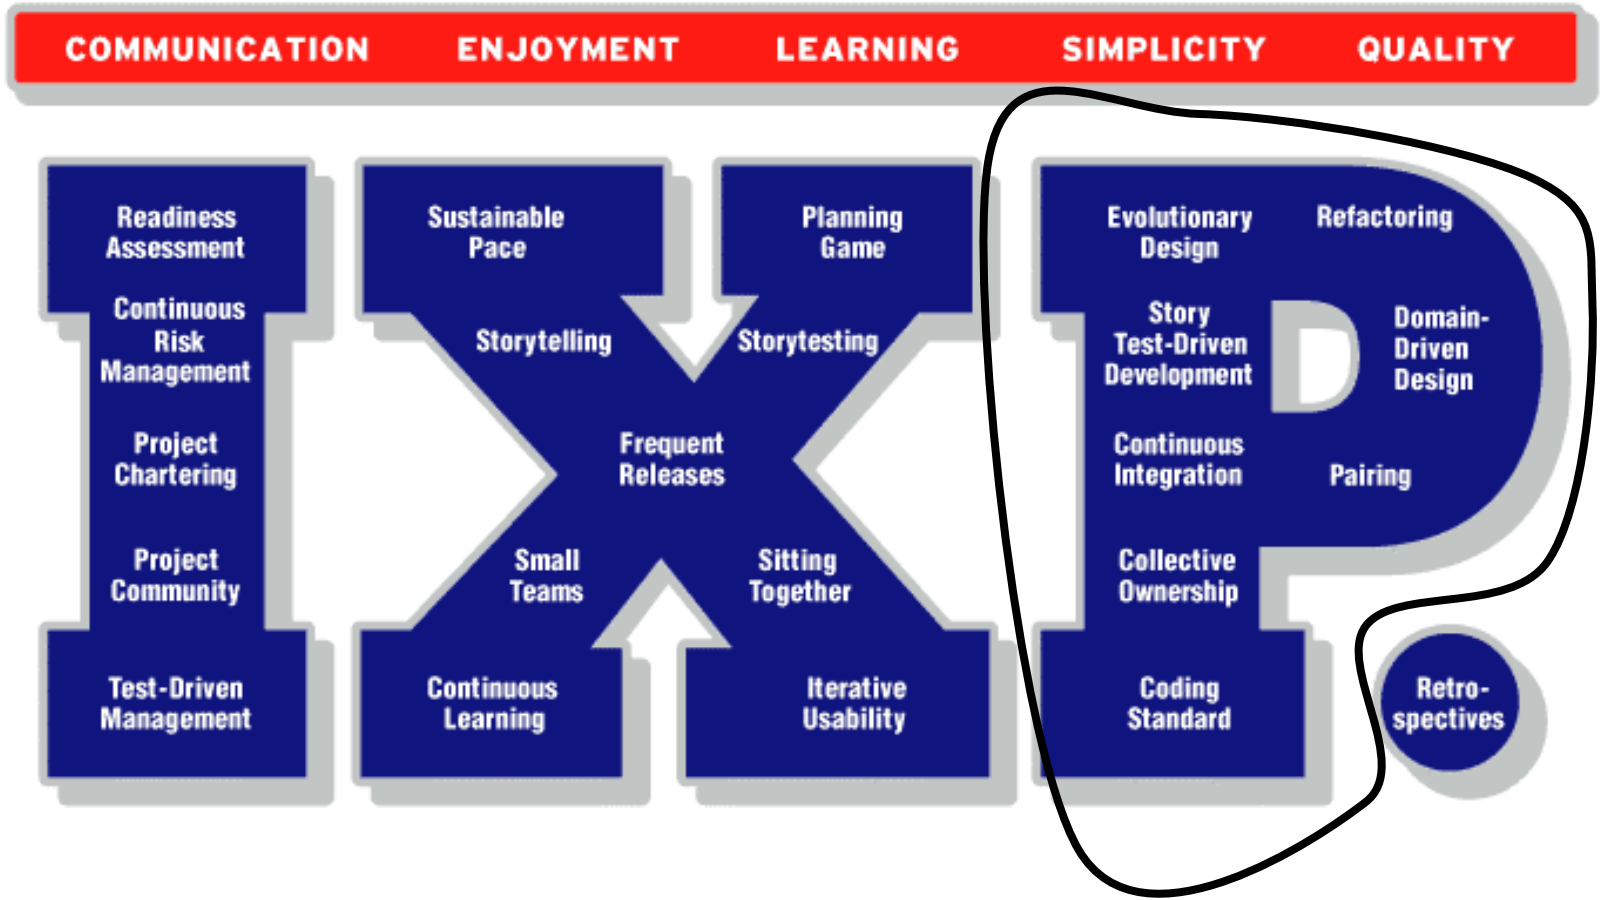 COMMUNICATION ENJOYMENT LEARNING SIMPLICITY QUALITY
Readiness
Assessment
Continuous
Risk
Management
Project
Chartering
Project
Community
Test-Driven
Management
Sustainable
Pace
Planning
Game
Storytelling
Storytesting
Frequent
Releases
Small
Teams
Sitting
Together
Continuous
Learning
Iterative
Usability
Evolutionary
Design
Refactoring
Story
Test-Driven
Development
Domain-
Driven
Design
Continuous
Integration
Pairing
Collective
Ownership
Coding
Standard
Retro-
spectives